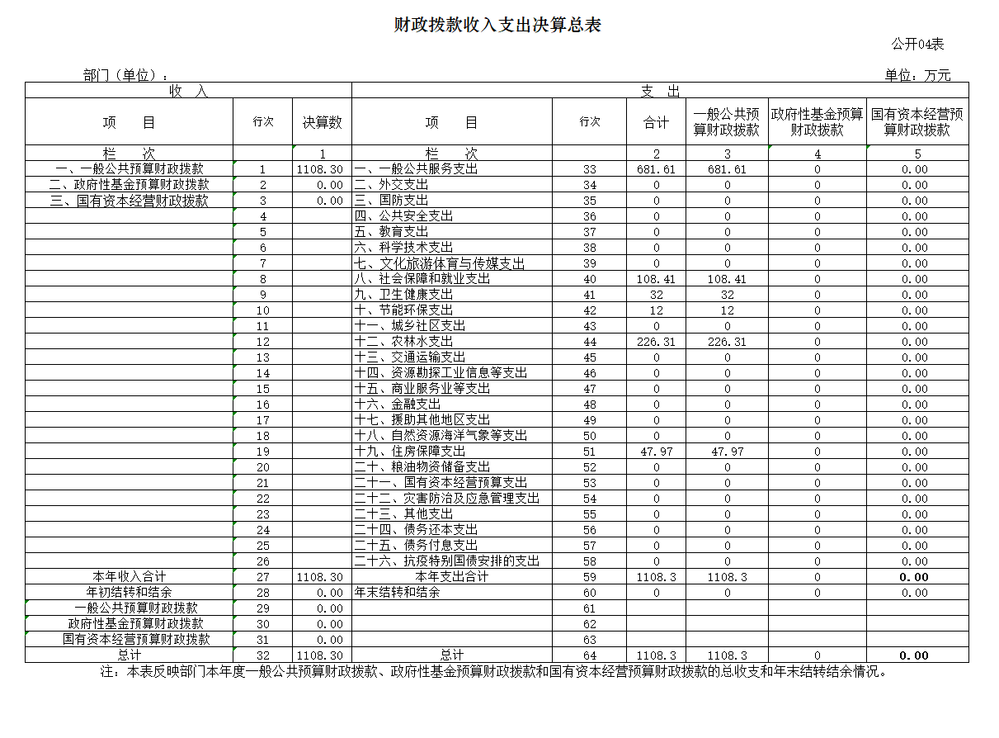 财政拨款收入支出决算总表
公开04表
部门（单位）： 单位：万元
收 入 支 出
项 目 行次 决算数 项 目 行次 合计 一般公共预算财政拨款 政府性基金预算财政拨款 国有资本经营预算财政拨款
栏 次 1 栏 次 2 3 4 5
一、一般公共预算财政拨款 1 1108.30 一、一般公共服务支出 33 681.61 681.61 0 0.00
二、政府性基金预算财政拨款 2 0.00 二、外交支出 34 0 0 0 0.00
三、国有资本经营财政拨款 3 0.00 三、国防支出 35 0 0 0 0.00
4 四、公共安全支出 36 0 0 0 0.00
5 五、教育支出 37 0 0 0 0.00
6 六、科学技术支出 38 0 0 0 0.00
7 七、文化旅游体育与传媒支出 39 0 0 0 0.00
8 八、社会保障和就业支出 40 108.41 108.41 0 0.00
9 九、卫生健康支出 41 32 32 0 0.00
10 十、节能环保支出 42 12 12 0 0.00
11 十一、城乡社区支出 43 0 0 0 0.00
12 十二、农林水支出 44 226.31 226.31 0 0.00
13 十三、交通运输支出 45 0 0 0 0.00
14 十四、资源勘探工业信息等支出 46 0 0 0 0.00
15 十五、商业服务业等支出 47 0 0 0 0.00
16 十六、金融支出 48 0 0 0 0.00
17 十七、援助其他地区支出 49 0 0 0 0.00
18 十八、自然资源海洋气象等支出 50 0 0 0 0.00
19 十九、住房保障支出 51 47.97 47.97 0 0.00
20 二十、粮油物资储备支出 52 0 0 0 0.00
21 二十一、国有资本经营预算支出 53 0 0 0 0.00
22 二十二、灾害防治及应急管理支出 54 0 0 0 0.00
23 二十三、其他支出 55 0 0 0 0.00
24 二十四、债务还本支出 56 0 0 0 0.00
25 二十五、债务付息支出 57 0 0 0 0.00
26 二十六、抗疫特别国债安排的支出 58 0 0 0 0.00
本年收入合计 27 1108.30 本年支出合计 59 1108.3 1108.3 0 0.00
年初结转和结余 28 0.00 年末结转和结余 60 0 0 0 0.00
一般公共预算财政拨款 29 0.00 61
政府性基金预算财政拨款 30 0.00 62
国有资本经营预算财政拨款 31 0.00 63
总计 32 1108.30 总计 64 1108.3 1108.3 0 0.00
注：本表反映部门本年度一般公共预算财政拨款、政府性基金预算财政拨款和国有资本经营预算财政拨款的总收支和年末结转结余情况。